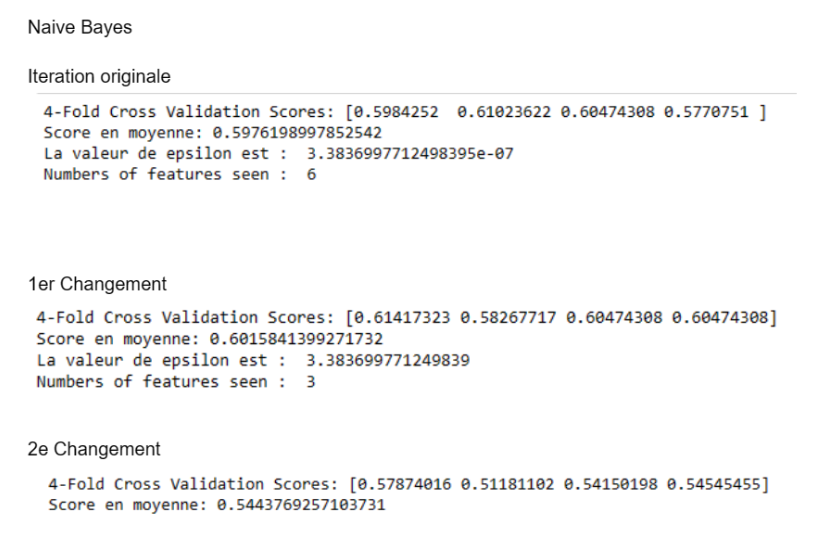 Naive Bayes
Iteration originale
4-Fold Cross Validation Scores: [0.5984252  0.61023622 0.60474308 0.5770751 ]
Score en moyenne: 0.5976198997852542
La valeur de epsilon est :  3.3836997712498395e-07
Numbers of features seen :  6
1er Changement
4-Fold Cross Validation Scores: [0.61417323 0.58267717 0.60474308 0.60474308]
Score en moyenne: 0.6015841399271732
La valeur de epsilon est :  3.383699771249839
Numbers of features seen :  3
2e Changement
4-Fold Cross Validation Scores: [0.57874016 0.51181102 0.54150198 0.54545455]
Score en moyenne: 0.5443769257103731